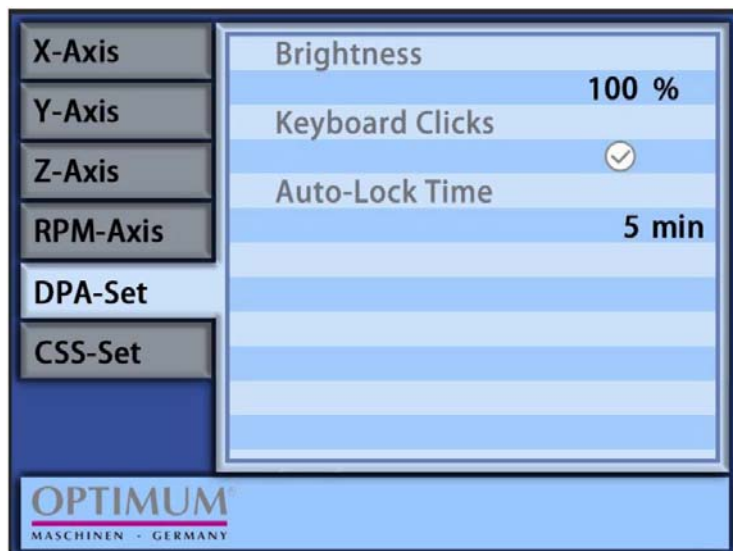 X-Axis
Y-Axis
Z-Axis
RPM-Axis
DPA-Set
CSS-Set
Brightness
100 %
Keyboard Clicks
Auto-Lock Time
5 min
OPTIMUM®
MASCHINEN - GERMANY